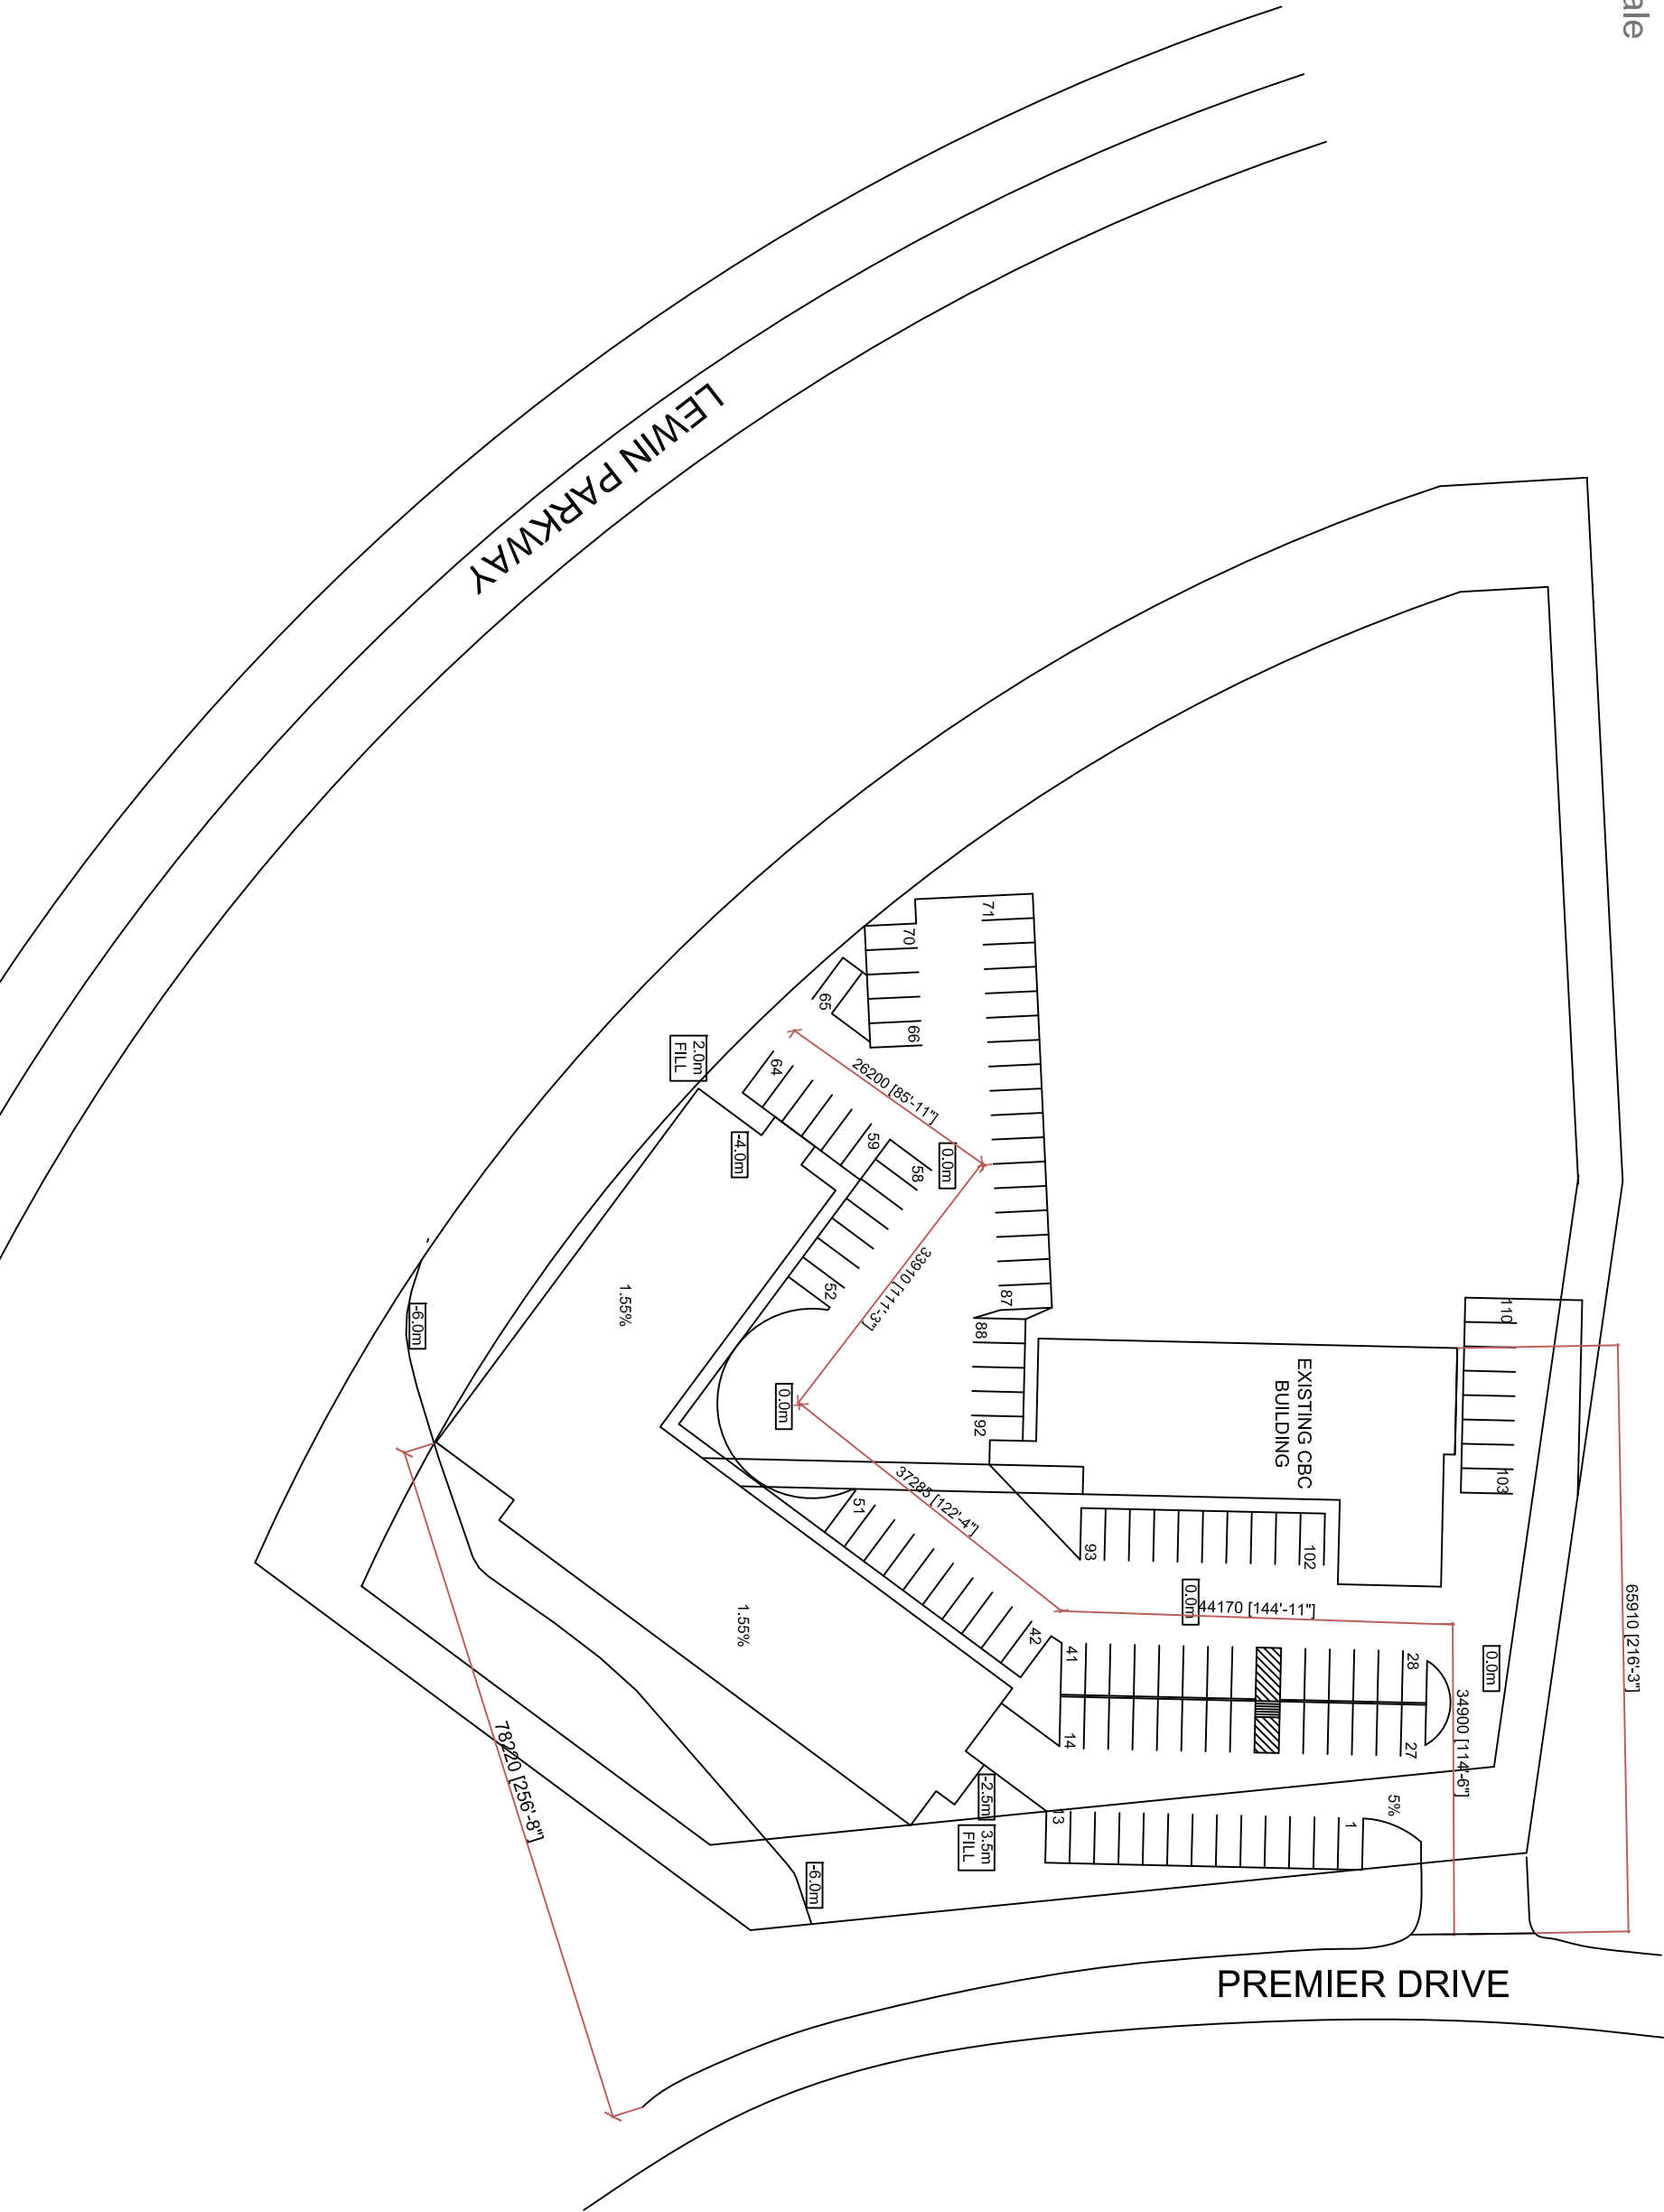 ale
LEWIN PARKWAY
71
70
65
66
2.0m
FILL
64
26200 [85'-11"]
-4.0m
59
58
0.0m
33910 [111'-3"]
52
1.55%
-6.0m
87
88
110
EXISTING CBC
BUILDING
0.0m
92
37285 [122'-4"]
103
51
93
102
0.0m
44170 [144'-11"]
65910 [216'-3"]
1.55%
42
41
28
0.0m
34900 [114'-6"]
14
27
78220 [256'-8"]
-2.5m
5%
13
1
3.5m
FILL
-6.0m
PREMIER DRIVE